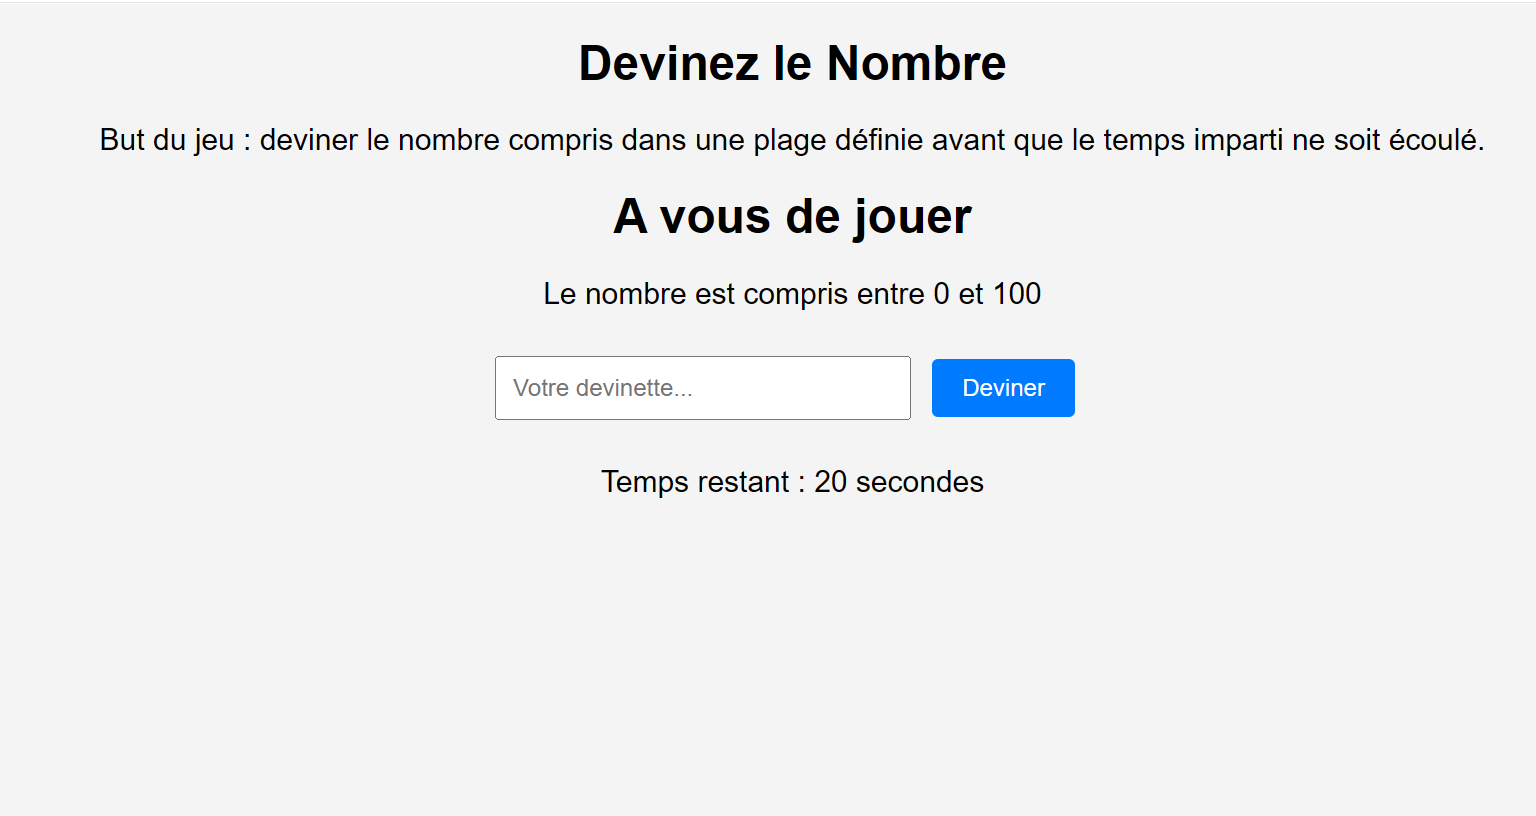 Devinez le Nombre
But du jeu : deviner le nombre compris dans une plage définie avant que le temps imparti ne soit écoulé.
A vous de jouer
Le nombre est compris entre 0 et 100
Votre devinette...
Deviner
Temps restant : 20 secondes